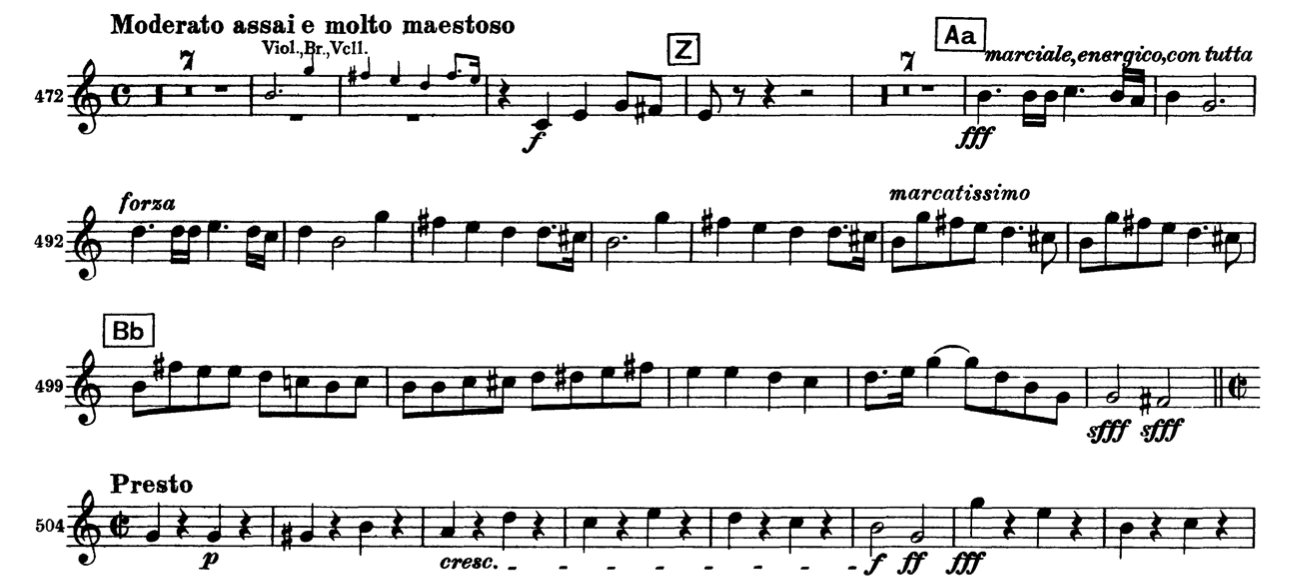 Moderato assai e molto maestoso
Viol.,Br.,Vcll.
7
Z
7
Aa
marciale,energico,con tutta
472
f
fff
forza
marcatissimo
492
Bb
499
sfff sfff
Presto
504
p
cresc. - - - - - - - - f ff fff